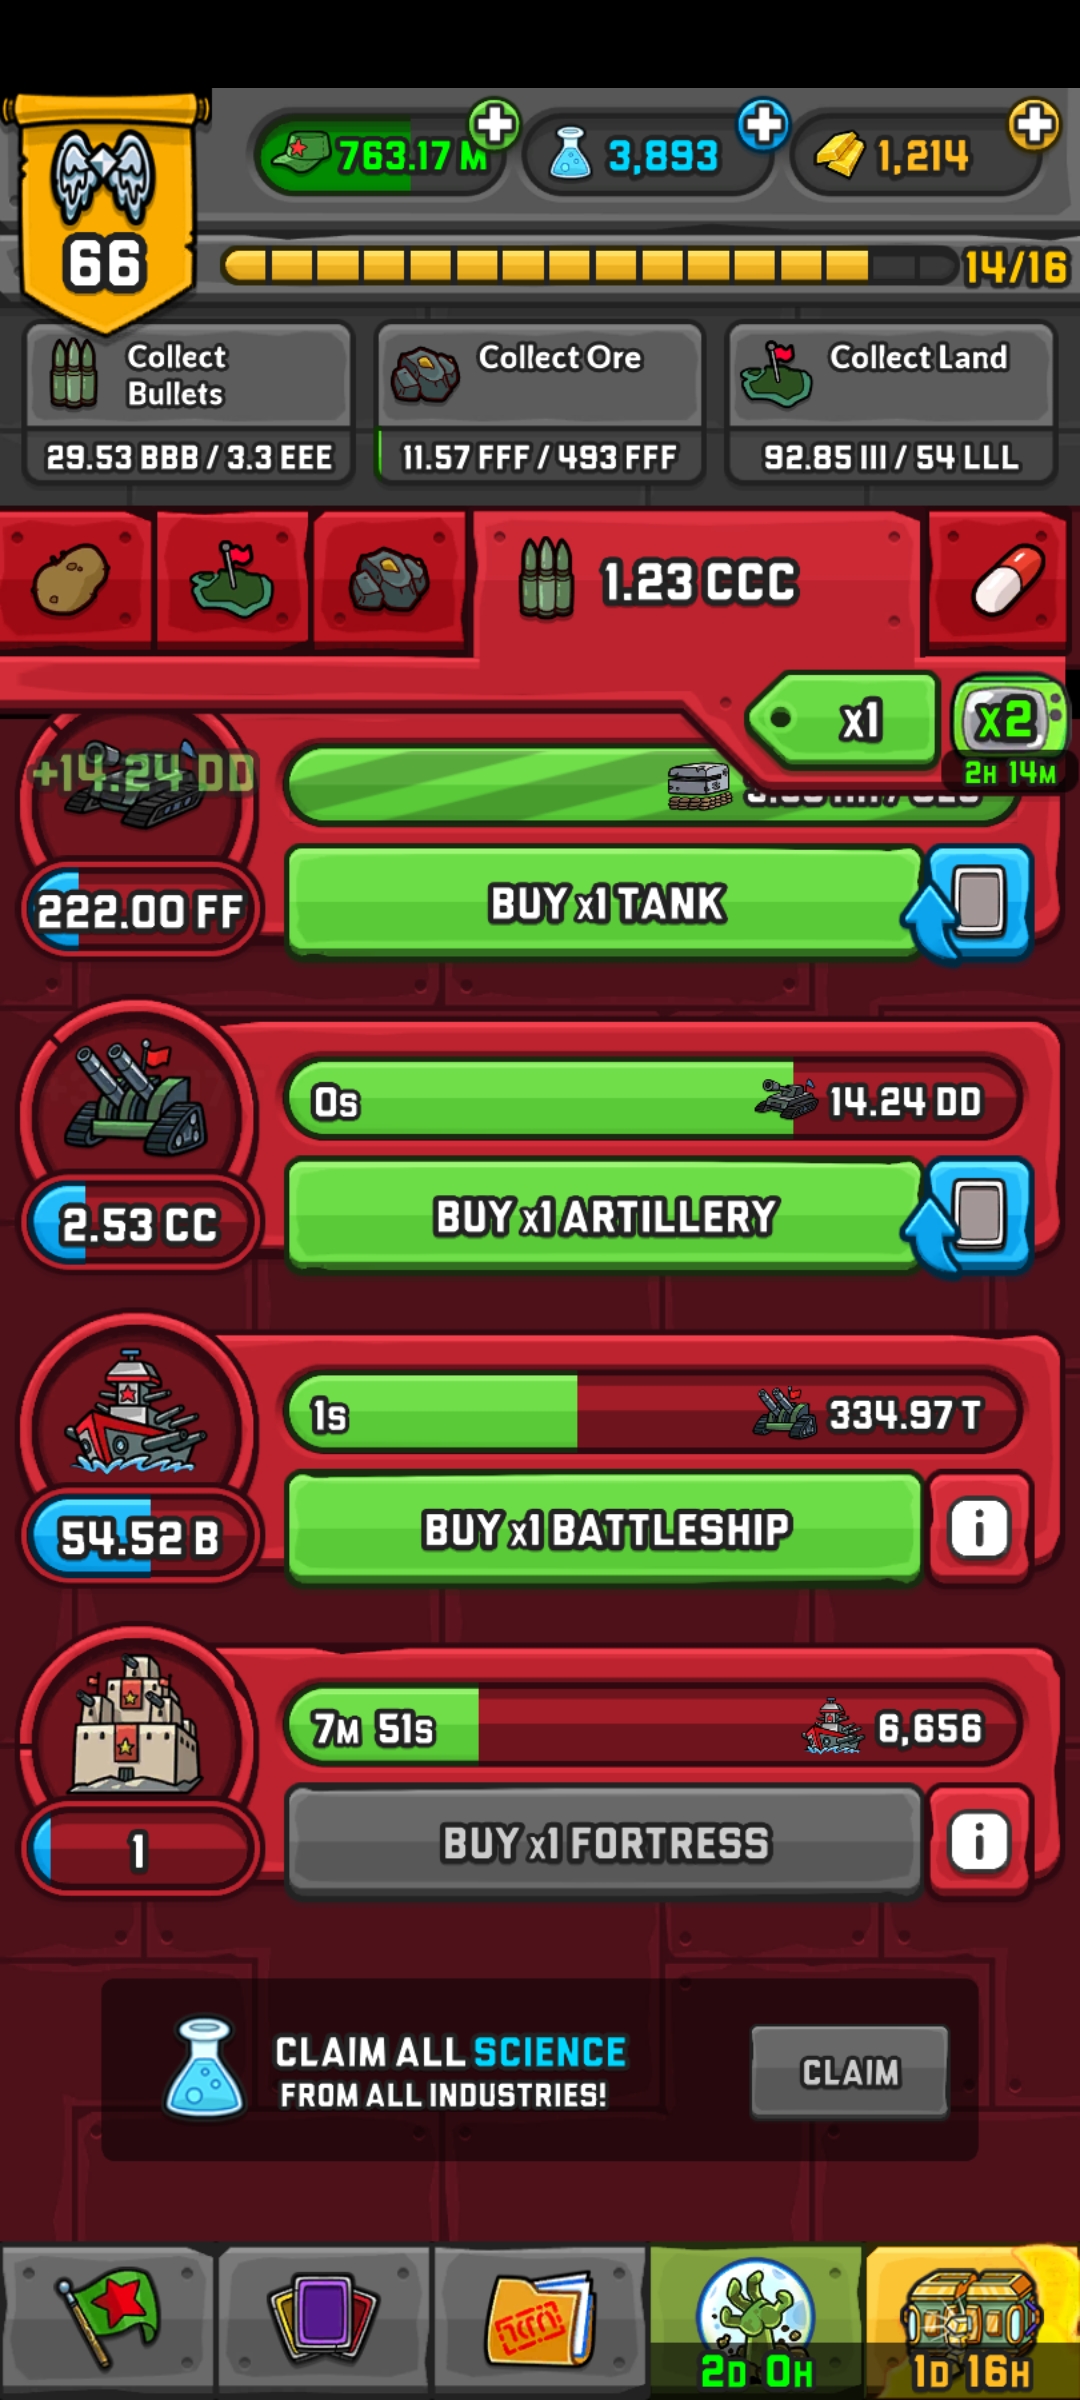 763.17 M
3,893
1,214
66
14/16
Collect
Bullets
Collect Ore
Collect Land
29.53 BBB / 3.3 EEE
11.57 FFF / 493 FFF
92.85 III / 54 LLL
1.23 CCC
x1
x2
2H 14M
+14.24 DD
222.00 FF
BUY x1 TANK
0s
14.24 DD
2.53 CC
BUY x1 ARTILLERY
1s
334.97 T
54.52 B
BUY x1 BATTLESHIP
i
7M 51s
6,656
1
BUY x1 FORTRESS
i
CLAIM ALL SCIENCE
FROM ALL INDUSTRIES!
CLAIM
2D 0H
1D 16H